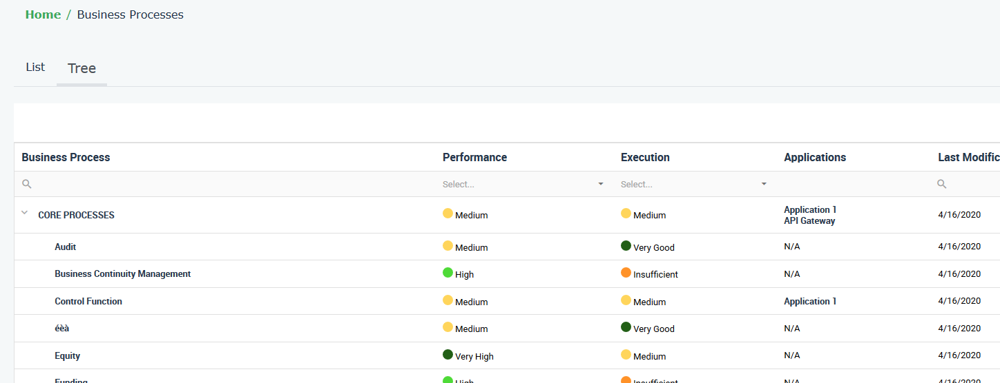 Home / Business Processes
List Tree
Business Process Performance Execution Applications Last Modific
Select... Select...
CORE PROCESSES Medium Medium Application 1 API Gateway 4/16/2020
Audit Medium Very Good N/A 4/16/2020
Business Continuity Management High Insufficient N/A 4/16/2020
Control Function Medium Medium Application 1 4/16/2020
éèà Medium Very Good N/A 4/16/2020
Equity Very High Medium N/A 4/16/2020
Funding High Insufficient N/A 4/16/2020